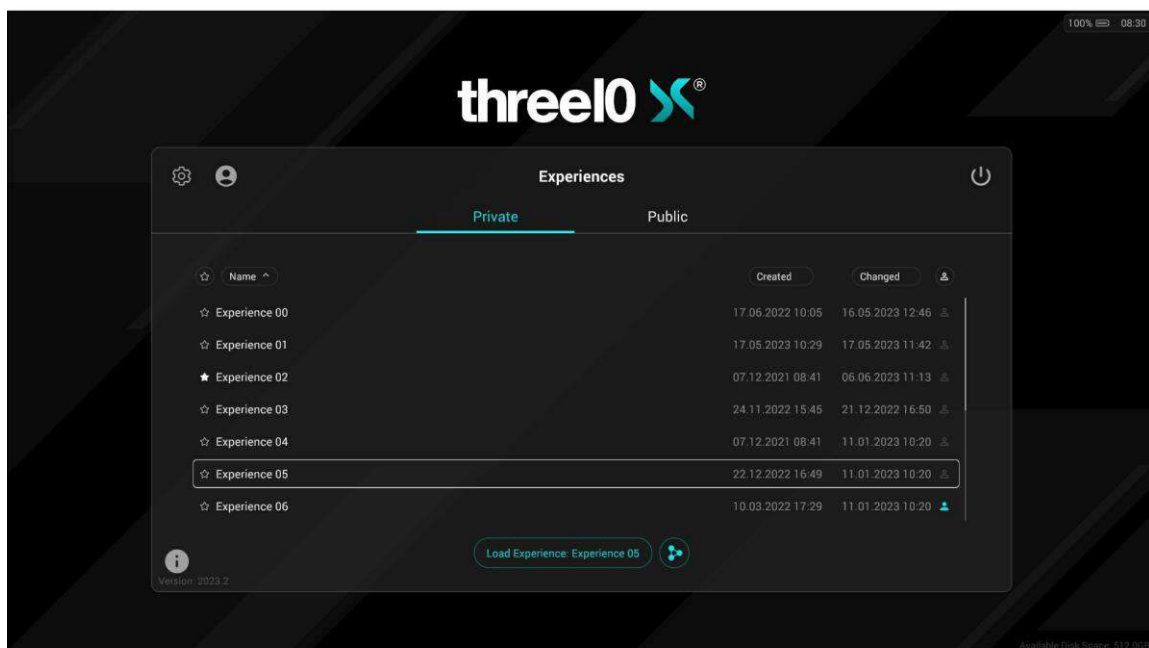 100% 08:30
threel0 X®
Experiences
Private Public
Name Created Changed
Experience 00 17.06.2022 10:05 16.05.2023 12:46
Experience 01 17.05.2023 10:29 17.05.2023 11:42
Experience 02 07.12.2021 08:41 06.06.2023 11:13
Experience 03 24.11.2022 15:45 21.12.2022 16:50
Experience 04 07.12.2021 08:41 11.01.2023 10:20
Experience 05 22.12.2022 16:49 11.01.2023 10:20
Experience 06 10.03.2022 17:29 11.01.2023 10:20
Load Experience: Experience 05
Version: 2023.2
Available Disk Space: 512.0GB